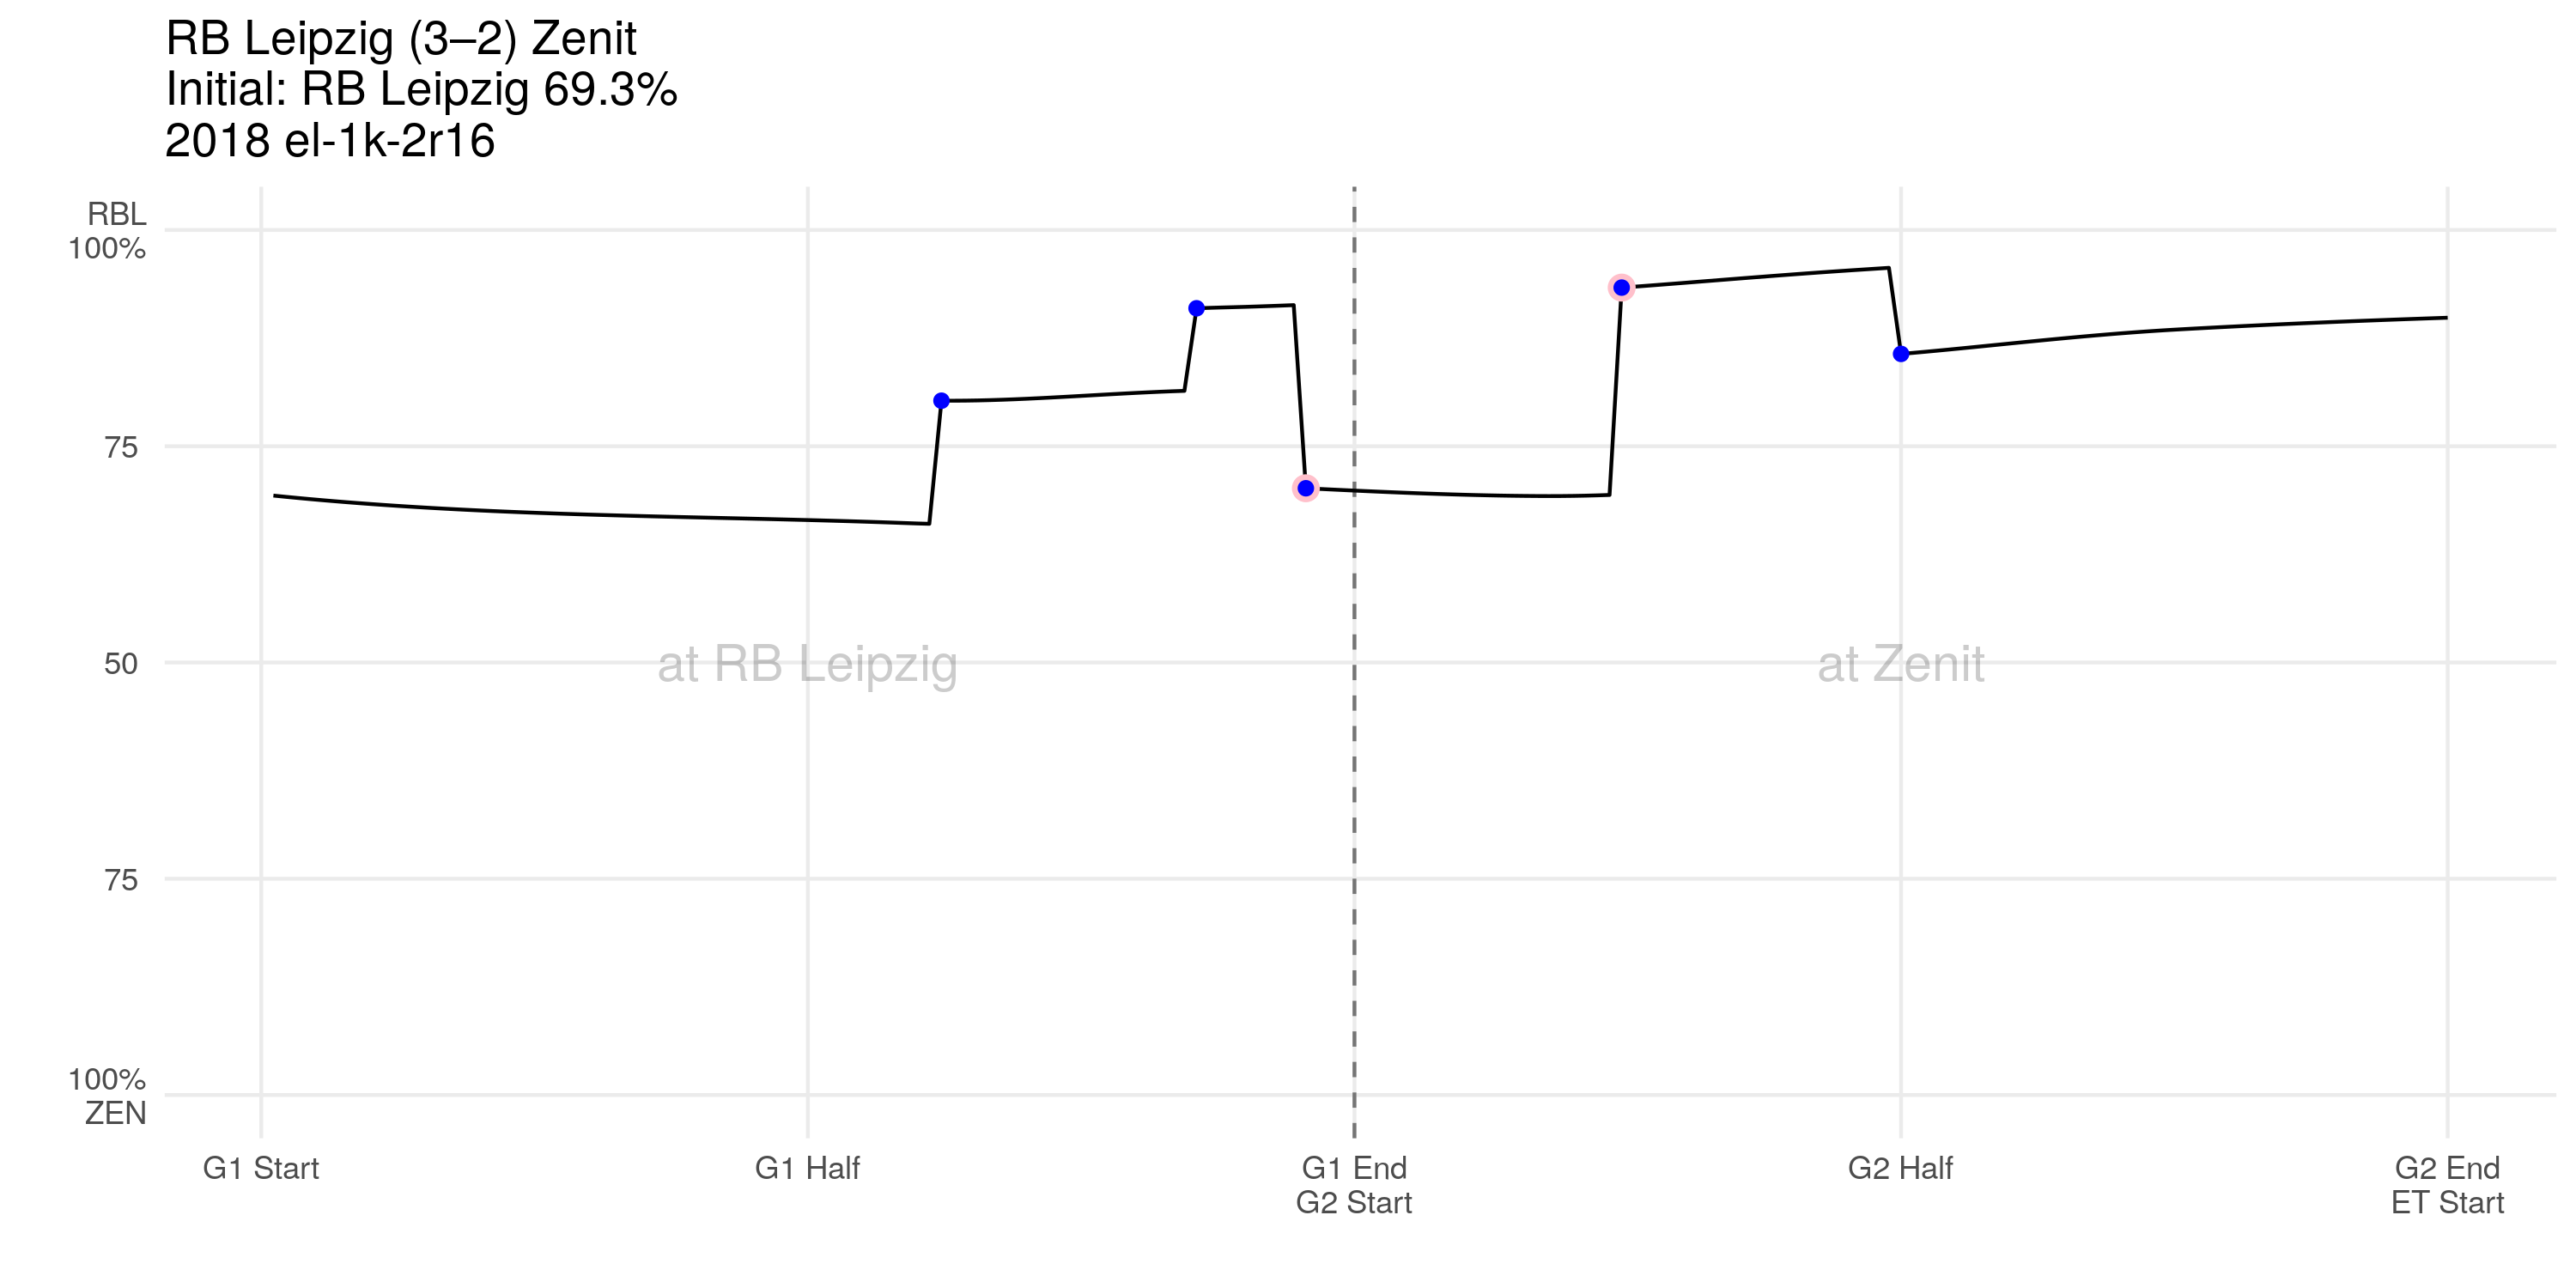 RB Leipzig (3–2) Zenit
Initial: RB Leipzig 69.3%
2018 el-1k-2r16
RBL
100%
75
50
75
100%
ZEN
at RB Leipzig
at Zenit
G1 Start
G1 Half
G1 End
G2 Start
G2 Half
G2 End
ET Start